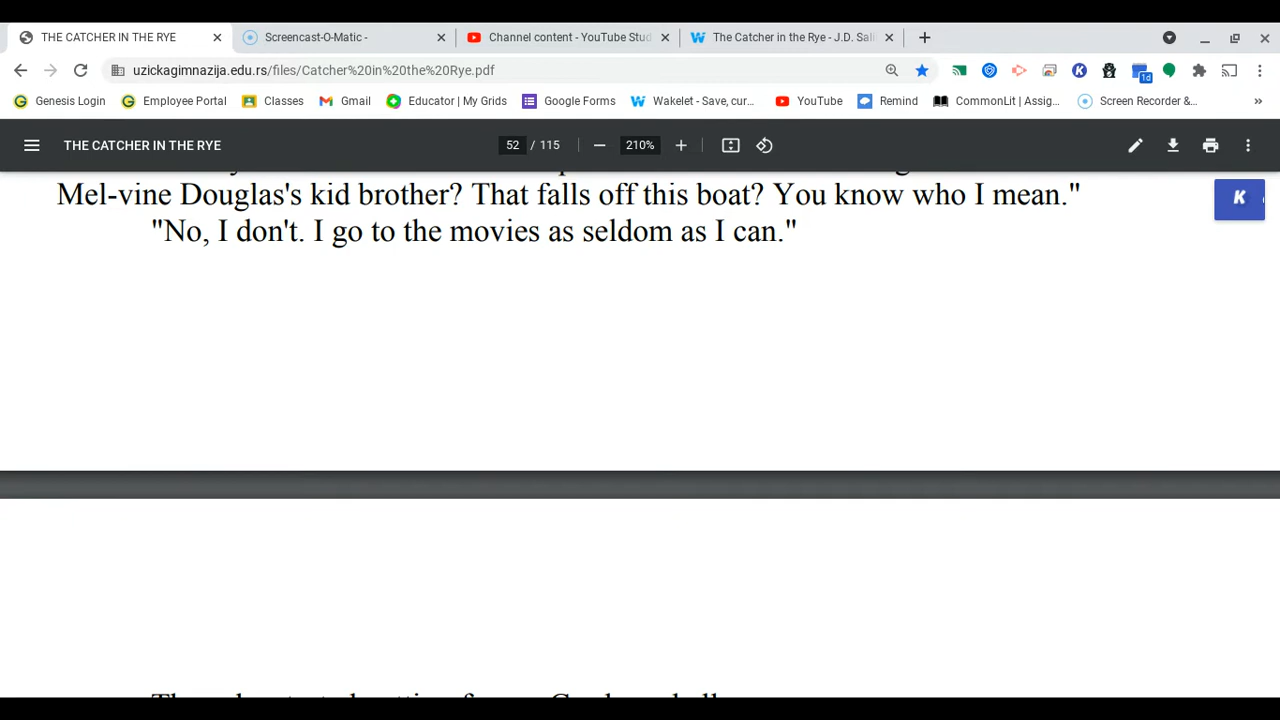 THE CATCHER IN THE RYE
Screencast-O-Matic -
Channel content - YouTube Stud
The Catcher in the Rye - J.D. Sali
uzickagimnazija.edu.rs/files/Catcher%20in%20the%20Rye.pdf
1d
Genesis Login
Employee Portal
Classes
Gmail
Educator | My Grids
Google Forms
Wakelet - Save, cur...
YouTube
Remind
CommonLit | Assig...
Screen Recorder &...
»
THE CATCHER IN THE RYE
52 / 115
210%
Mel-vine Douglas's kid brother? That falls off this boat? You know who I mean."
K
"No, I don't. I go to the movies as seldom as I can."